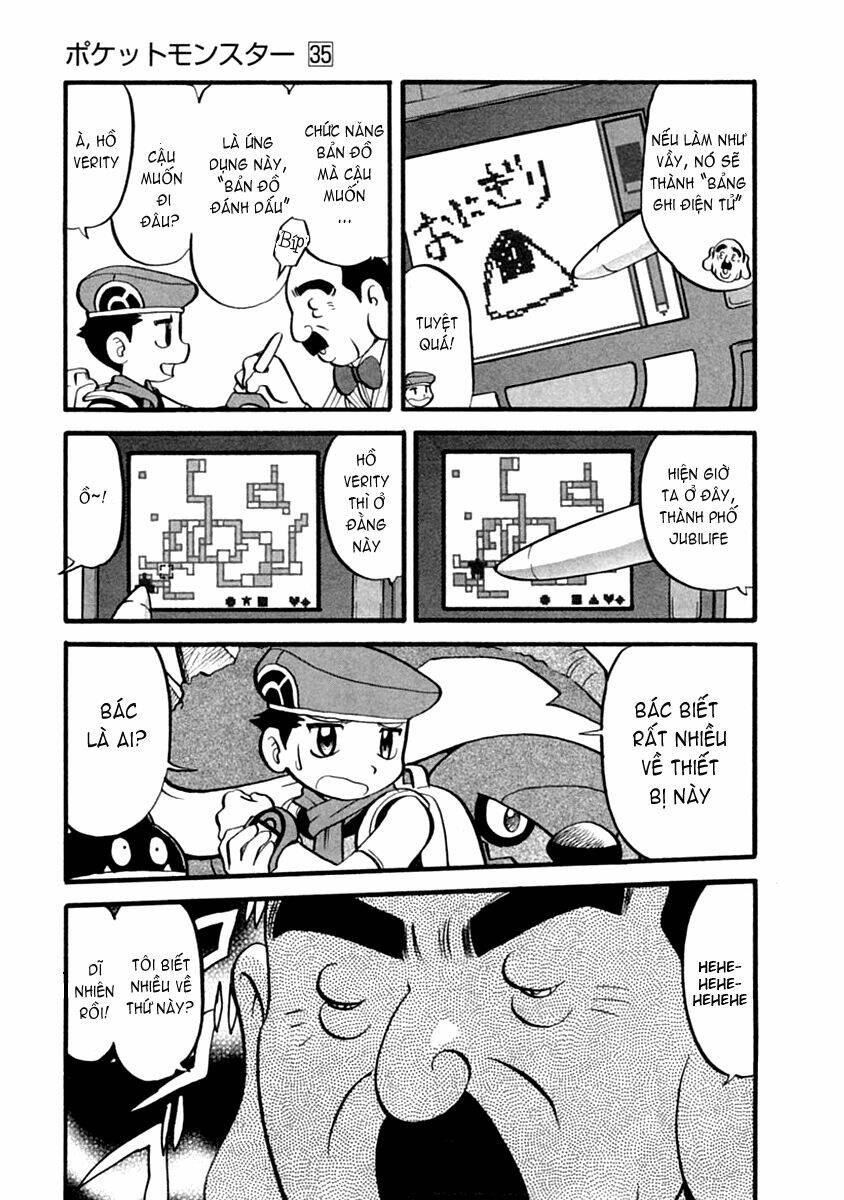 ポケットモンスター 35
NẾU LÀM NHƯ
VẦY, NÓ SẼ
THÀNH "BẢNG
GHI ĐIỆN TỬ"
おにぎり
TUYỆT
QUÁ!
CHỨC NĂNG
BẢN ĐỒ
MÀ CẬU
MUỐN
...
LÀ ỨNG
DỤNG NÀY,
"BẢN ĐỒ
ĐÁNH DẤU"
Bíp
CẬU
MUỐN
ĐI
ĐÂU?
À, HỒ
VERITY
HIỆN GIỜ
TA Ở ĐÂY,
THÀNH PHỐ
JUBILIFE
HỒ
VERITY
THÌ Ở
ĐẰNG
NÀY
Ồ~!
BÁC BIẾT
RẤT NHIỀU
VỀ THIẾT
BỊ NÀY
BÁC
LÀ AI?
HEHE-
HEHE-
HEHEHE
TÔI BIẾT
NHIỀU VỀ
THỨ NÀY?
DĨ
NHIÊN
RỒI!